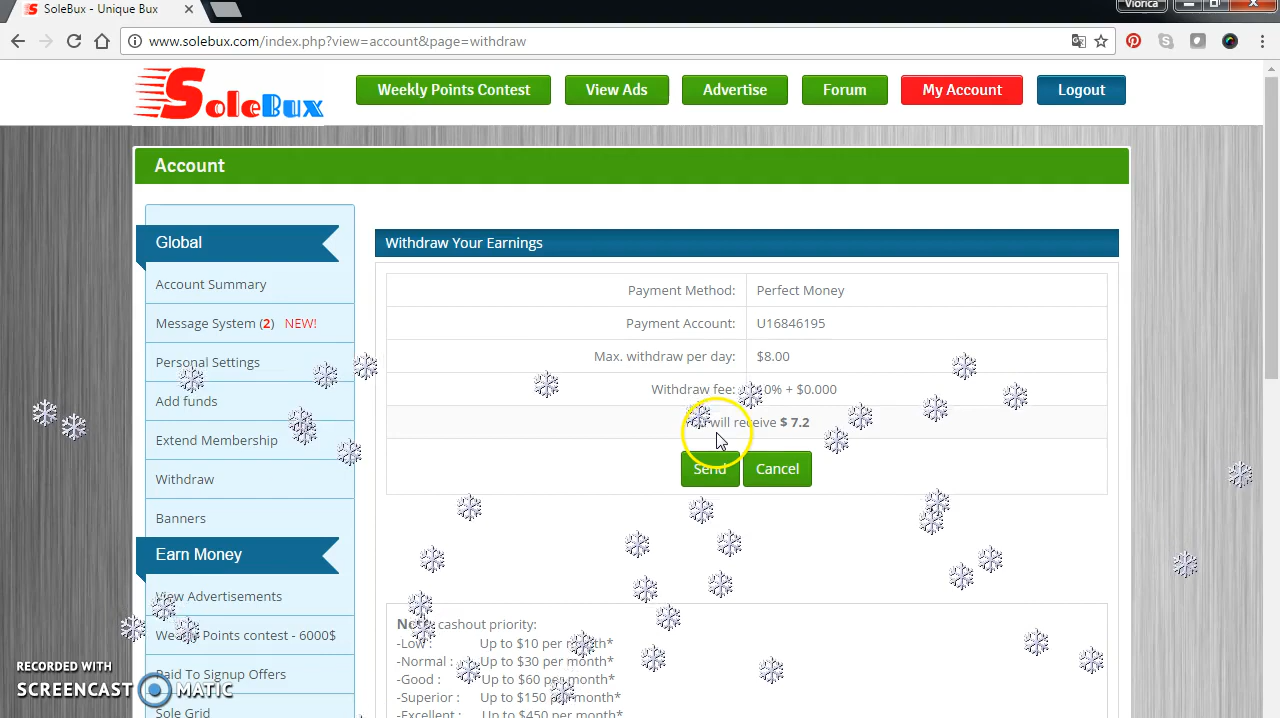 SoleBux - Unique Bux
Viorica
www.solebux.com/index.php?view=account&page=withdraw
SoleBux
Weekly Points Contest
View Ads
Advertise
Forum
My Account
Logout
Account
Global
Account Summary
Message System (2) NEW!
Personal Settings
Add funds
Extend Membership
Withdraw
Banners
Earn Money
View Advertisements
Weekly Points contest - 6000$
Paid To Signup Offers
Sole Grid
Withdraw Your Earnings
Payment Method: Perfect Money
Payment Account: U16846195
Max. withdraw per day: $8.00
Withdraw fee: 10% + $0.000
will receive $ 7.2
Send
Cancel
Note: cashout priority:
-Low : Up to $10 per month*
-Normal : Up to $30 per month*
-Good : Up to $60 per month*
-Superior : Up to $150 per month*
-Excellent : Up to $450 per month*
RECORDED WITH
SCREENCAST MATIC